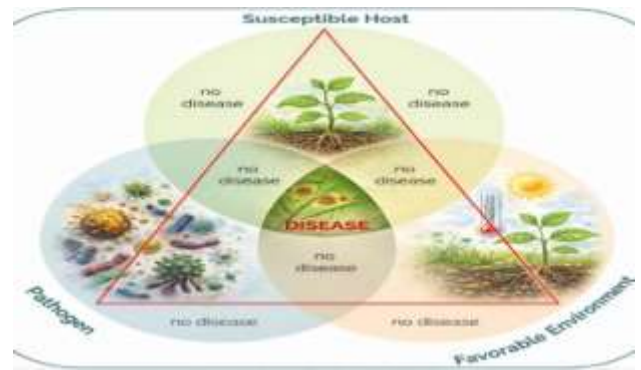 Susceptible Host
no
disease
no
disease
no
disease
no
disease
DISEASE
no
disease
Pathogen
no disease
no disease
Favorable Environment